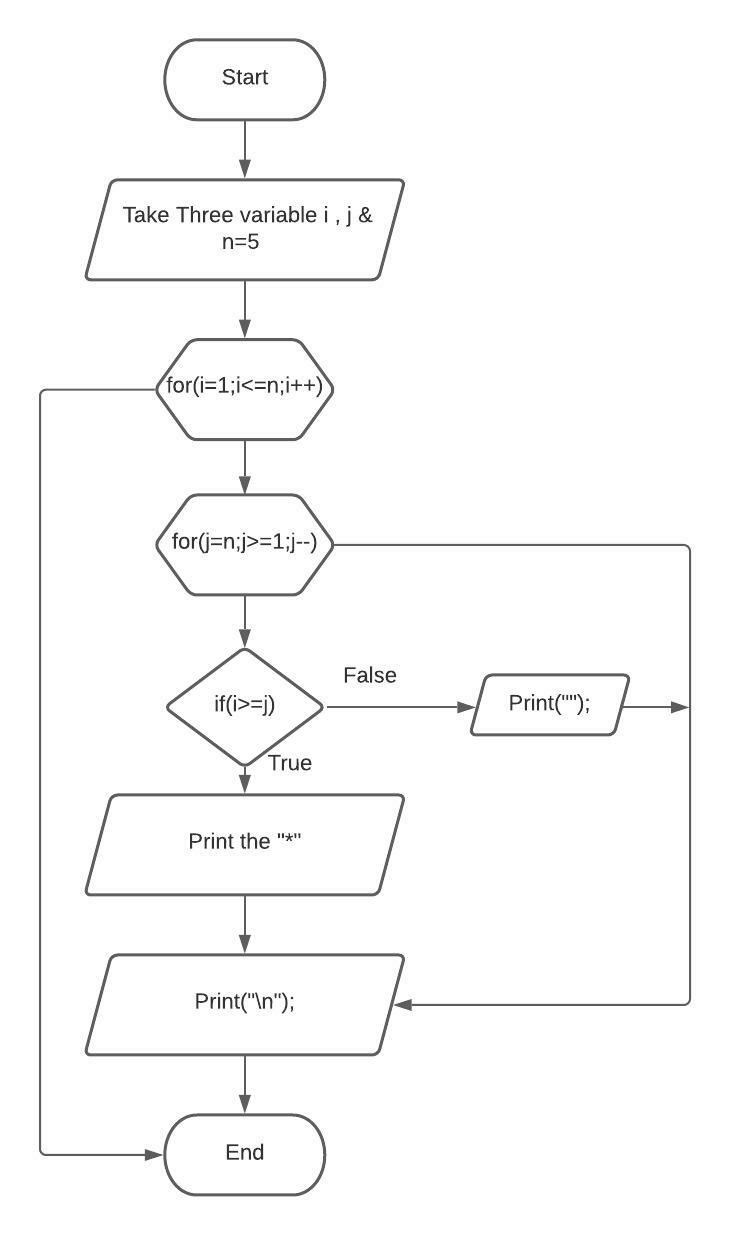 Start
Take Three variable i , j &
n=5
for(i=1;i<=n;i++)
for(j=n;j>=1;j--)
if(i>=j)
False
Print("");
True
Print the "*"
Print("\n");
End